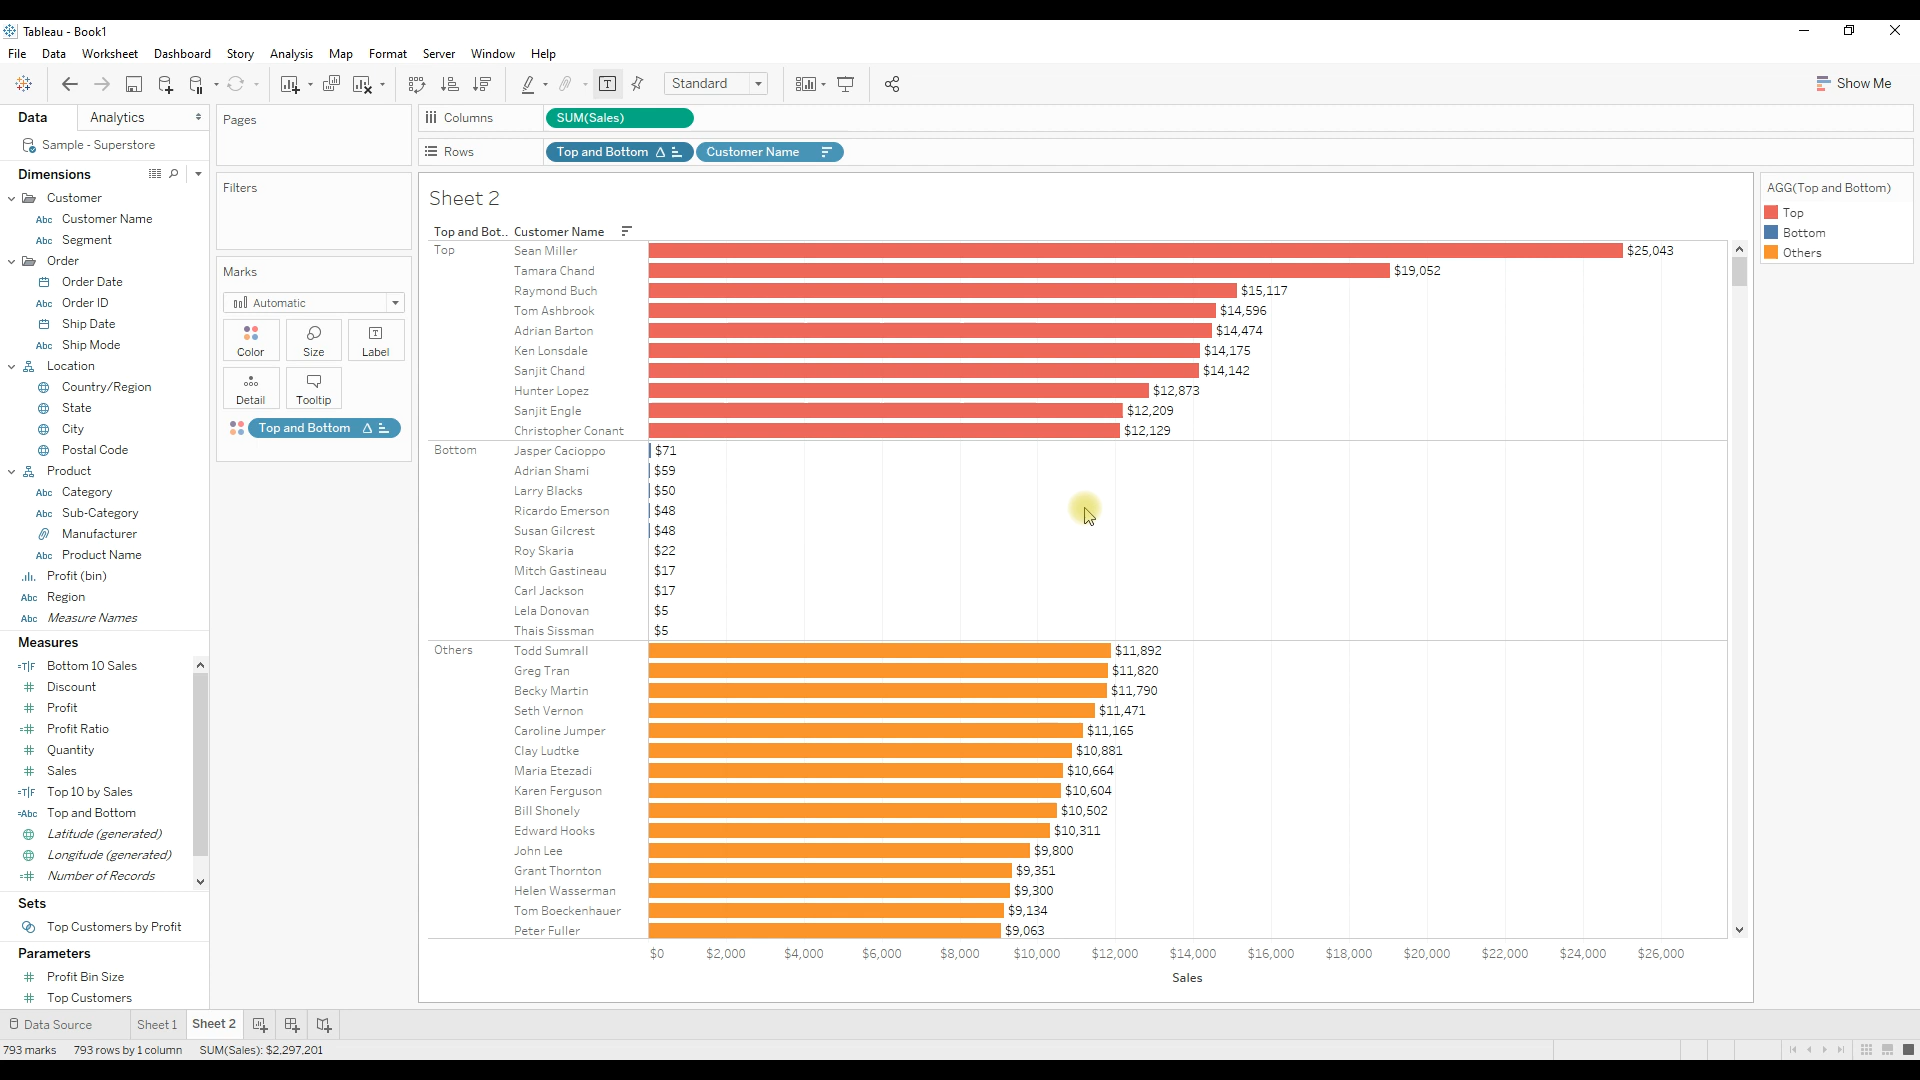 Tableau - Book1
File Data Worksheet Dashboard Story Analysis Map Format Server Window Help
Standard
Show Me
Data Analytics
Sample - Superstore
Dimensions
Customer
Abc Customer Name
Abc Segment
Order
Order Date
Abc Order ID
Ship Date
Abc Ship Mode
Location
Country/Region
State
City
Postal Code
Product
Abc Category
Abc Sub-Category
Manufacturer
Abc Product Name
Profit (bin)
Abc Region
Abc Measure Names
Measures
=T|F Bottom 10 Sales
# Discount
# Profit
=# Profit Ratio
# Quantity
# Sales
=T|F Top 10 by Sales
=Abc Top and Bottom
Latitude (generated)
Longitude (generated)
=# Number of Records
Sets
Top Customers by Profit
Parameters
# Profit Bin Size
# Top Customers
Pages
Filters
Marks
Automatic
Color Size Label
Detail Tooltip
Top and Bottom
Columns SUM(Sales)
Rows Top and Bottom Customer Name
Sheet 2
Top and Bot.. Customer Name
Top Sean Miller $25,043
Tamara Chand $19,052
Raymond Buch $15,117
Tom Ashbrook $14,596
Adrian Barton $14,474
Ken Lonsdale $14,175
Sanjit Chand $14,142
Hunter Lopez $12,873
Sanjit Engle $12,209
Christopher Conant $12,129
Bottom Jasper Cacioppo $71
Adrian Shami $59
Larry Blacks $50
Ricardo Emerson $48
Susan Gilcrest $48
Roy Skaria $22
Mitch Gastineau $17
Carl Jackson $17
Lela Donovan $5
Thais Sissman $5
Others Todd Sumrall $11,892
Greg Tran $11,820
Becky Martin $11,790
Seth Vernon $11,471
Caroline Jumper $11,165
Clay Ludtke $10,881
Maria Etezadi $10,664
Karen Ferguson $10,604
Bill Shonely $10,502
Edward Hooks $10,311
John Lee $9,800
Grant Thornton $9,351
Helen Wasserman $9,300
Tom Boeckenhauer $9,134
Peter Fuller $9,063
$0 $2,000 $4,000 $6,000 $8,000 $10,000 $12,000 $14,000 $16,000 $18,000 $20,000 $22,000 $24,000 $26,000
Sales
AGG(Top and Bottom)
Top
Bottom
Others
Data Source Sheet 1 Sheet 2
793 marks 793 rows by 1 column SUM(Sales): $2,297,201